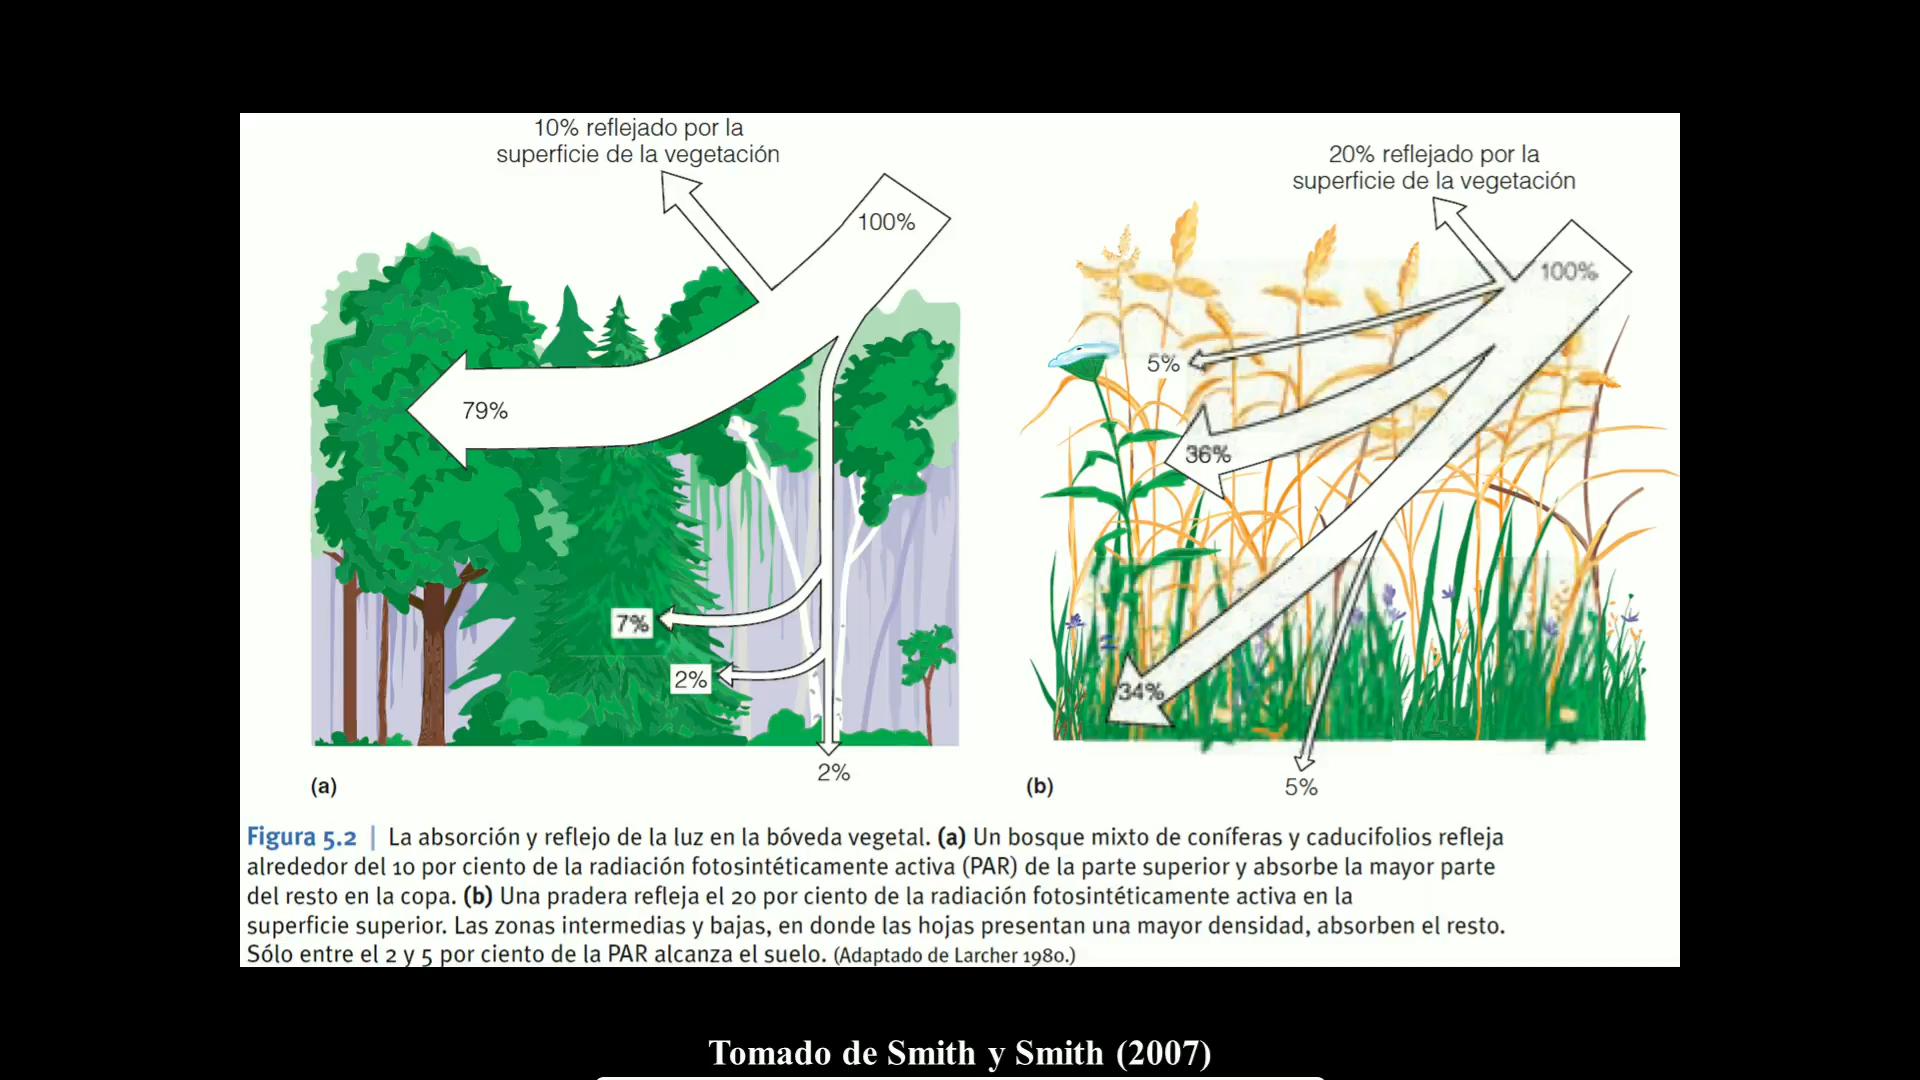 10% reflejado por la
superficie de la vegetación
100%
79%
7%
2%
2%
(a)
20% reflejado por la
superficie de la vegetación
100%
5%
36%
34%
5%
(b)
Figura 5.2 | La absorción y reflejo de la luz en la bóveda vegetal. (a) Un bosque mixto de coníferas y caducifolios refleja
alrededor del 10 por ciento de la radiación fotosintéticamente activa (PAR) de la parte superior y absorbe la mayor parte
del resto en la copa. (b) Una pradera refleja el 20 por ciento de la radiación fotosintéticamente activa en la
superficie superior. Las zonas intermedias y bajas, en donde las hojas presentan una mayor densidad, absorben el resto.
Sólo entre el 2 y 5 por ciento de la PAR alcanza el suelo. (Adaptado de Larcher 1980.)
Tomado de Smith y Smith (2007)